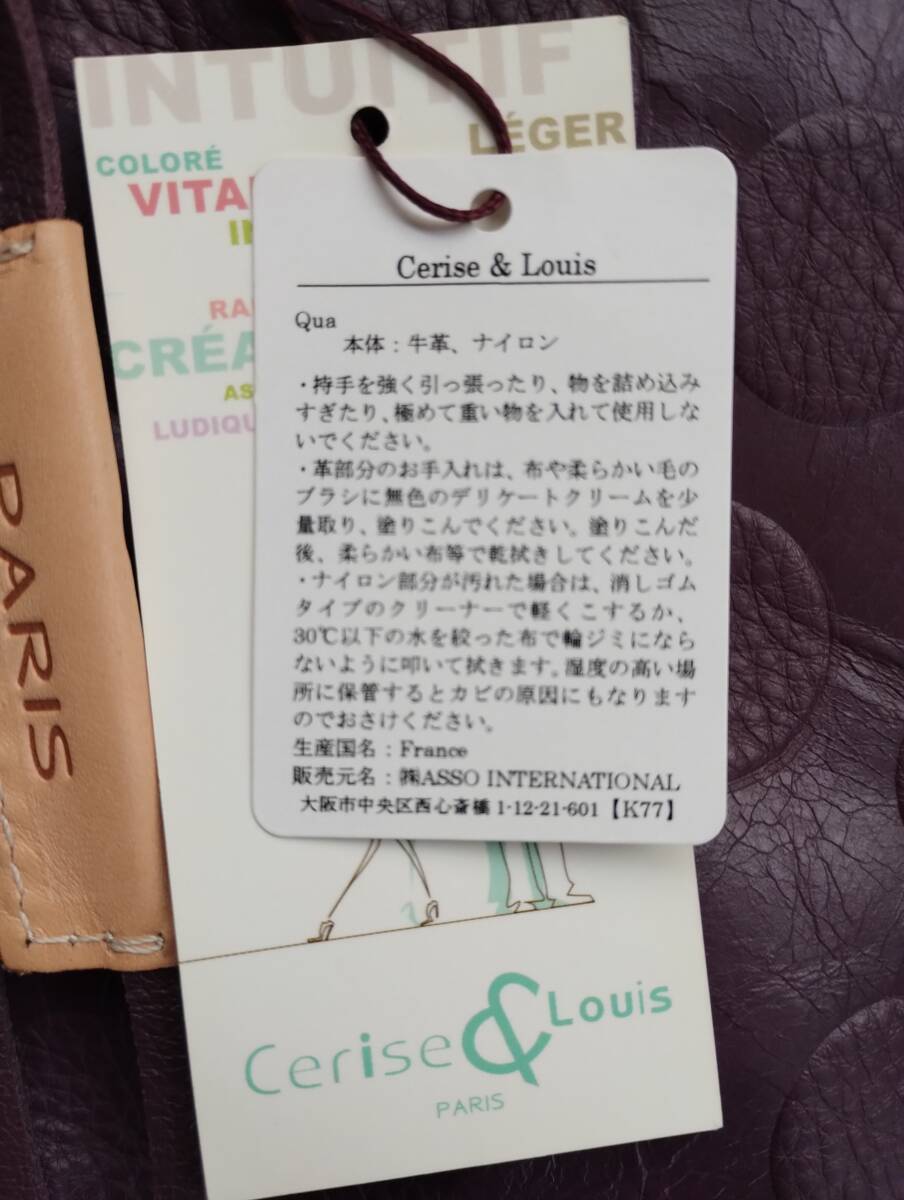 INTUITIF
LÉGER
COLORÉ
Cerise & Louis
Qua
本体：牛革、ナイロン
・持手を強く引っ張ったり、物を詰め込み
すぎたり、極めて重い物を入れて使用しな
いでください。
・革部分のお手入れは、布や柔らかい毛の
ブラシに無色のデリケートクリームを少
量取り、塗りこんでください。塗りこんだ
後、柔らかい布等で乾拭きしてください。
・ナイロン部分が汚れた場合は、消しゴム
タイプのクリーナーで軽くこするか、
30℃以下の水を絞った布で輪ジミになら
ないように叩いて拭きます。湿度の高い場
所に保管するとカビの原因にもなります
のでおさけください。
生産国名：France
販売元名：㈱ASSO INTERNATIONAL
大阪市中央区西心斎橋 1-12-21-601【K77】
PARIS
Cerise & Louis
PARIS